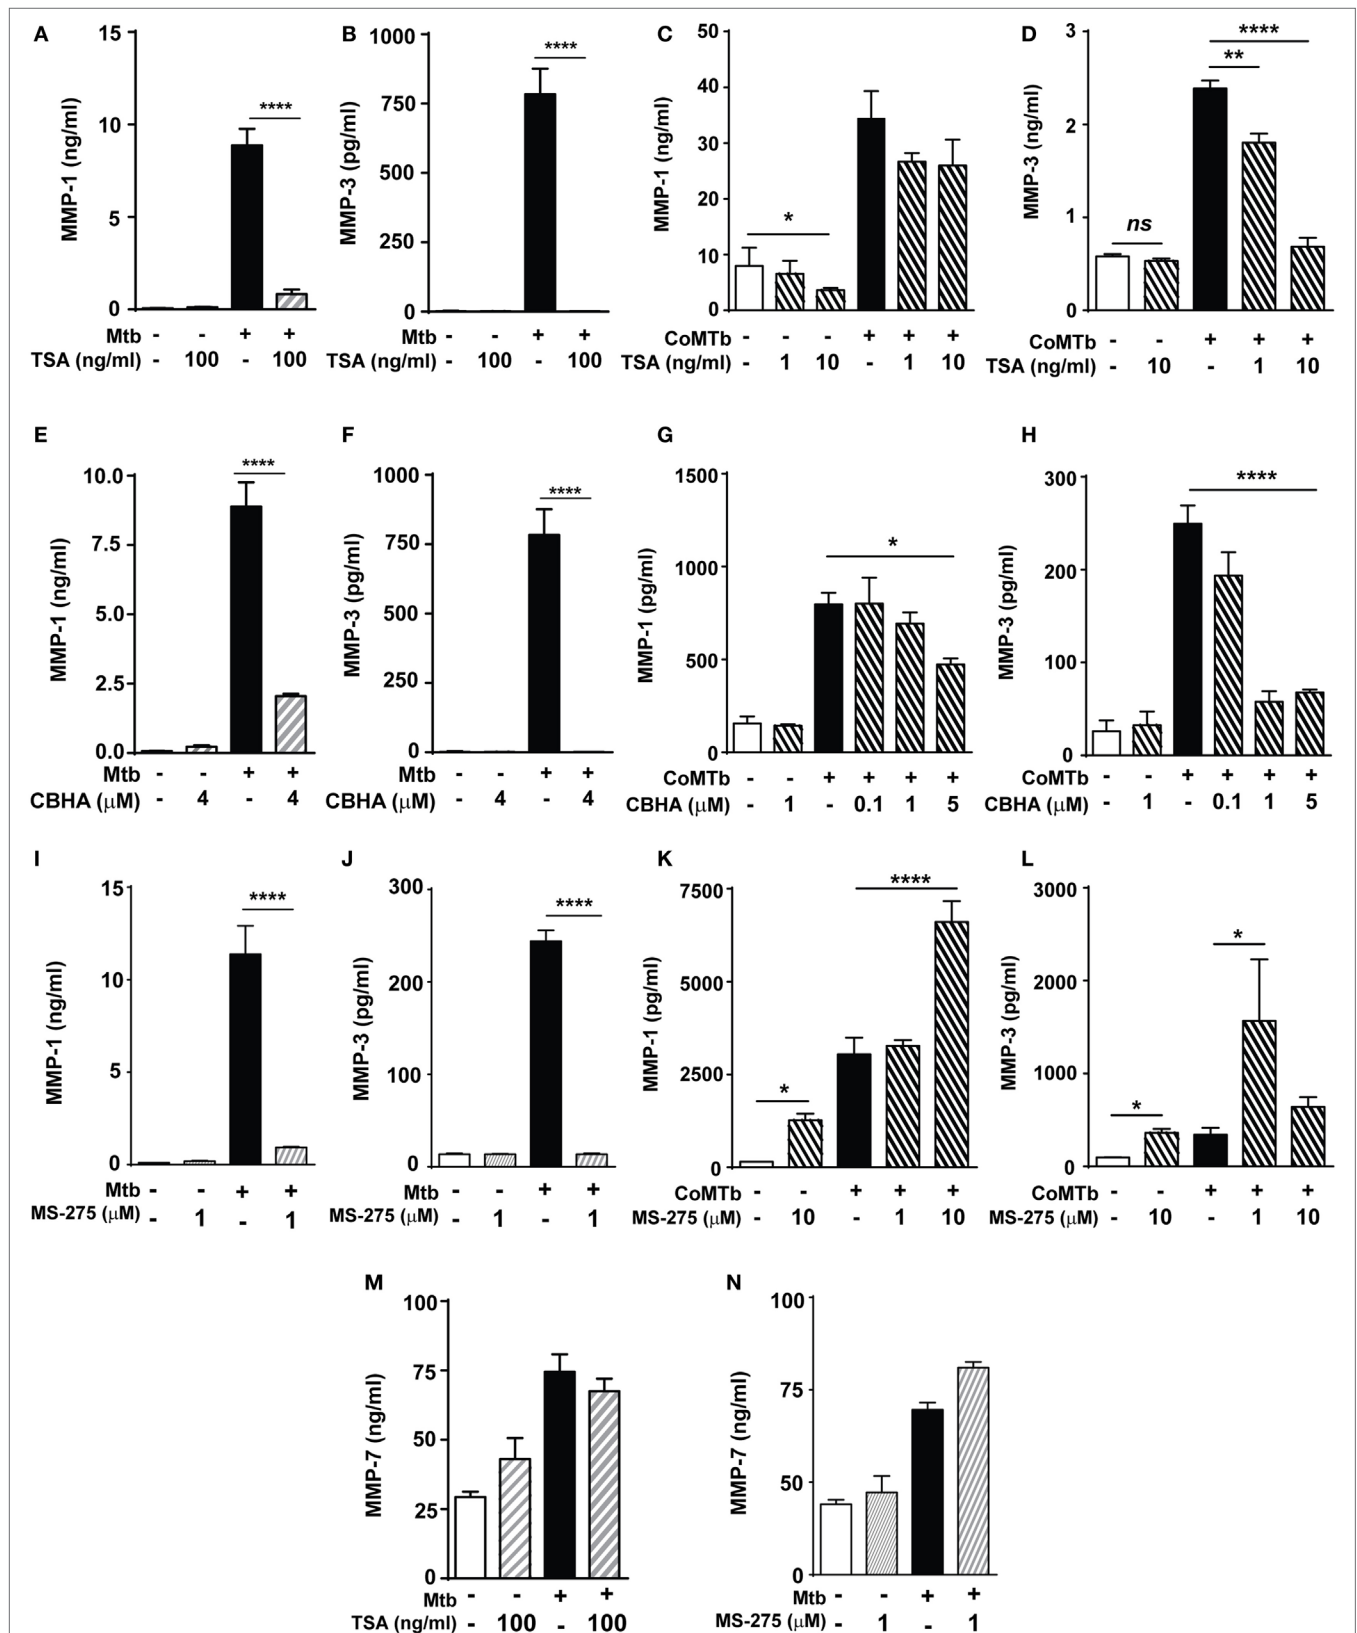 A B C D
15 1000 50 3
**** **** * ns ** ****
10 750 40 2
5 500 30 1
0 250 20 0
0 10
0
MMP-1 (ng/ml) MMP-3 (pg/ml) MMP-1 (ng/ml) MMP-3 (ng/ml)
Mtb - - + + Mtb - - + + CoMTb - - - + + + CoMTb - - + + +
TSA (ng/ml) - 100 - 100 TSA (ng/ml) - 100 - 100 TSA (ng/ml) - 1 10 - 1 10 TSA (ng/ml) - 10 - 1 10
E F G H
10.0 1000 1500 300
**** **** * ****
7.5 750 1000 200
5.0 500 500 100
2.5 250 0 0
0.0 0
MMP-1 (ng/ml) MMP-3 (pg/ml) MMP-1 (pg/ml) MMP-3 (pg/ml)
Mtb - - + + Mtb - - + + CoMTb - - + + + + CoMTb - - + + + +
CBHA (μM) - 4 - 4 CBHA (μM) - 4 - 4 CBHA (μM) - 1 - 0.1 1 5 CBHA (μM) - 1 - 0.1 1 5
I J K L
15 300 7500 3000
**** **** * **** * *
10 200 5000 2000
5 100 2500 1000
0 0 0 0
MMP-1 (ng/ml) MMP-3 (pg/ml) MMP-1 (pg/ml) MMP-3 (pg/ml)
Mtb - - + + Mtb - - + + CoMTb - - + + + CoMTb - - + + +
MS-275 (μM) - 1 - 1 MS-275 (μM) - 1 - 1 MS-275 (μM) - 10 - 1 10 MS-275 (μM) - 10 - 1 10
M N
100 100
75 75
50 50
25 0
0
MMP-7 (ng/ml) MMP-7 (ng/ml)
Mtb - - + + Mtb - - + +
TSA (ng/ml) - 100 - 100 MS-275 (μM) - 1 - 1